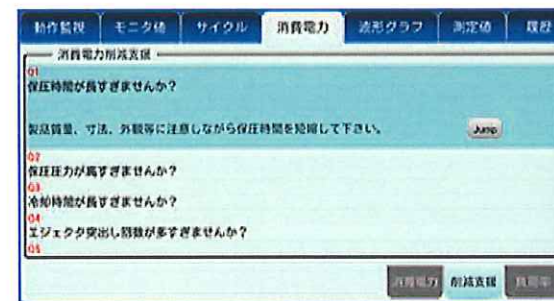 動作監視 モニタ値 サイクル 消費電力 波形グラフ 測定値 履歴
消費電力削減支援
Q1
保圧時間が長すぎませんか?
製品質量、寸法、外観等に注意しながら保圧時間を短縮して下さい。 Jump
Q2
保圧圧力が高すぎませんか?
Q3
冷却時間が長すぎませんか?
Q4
エジェクタ突出し回数が多すぎませんか?
Q5
消費電力 削減支援